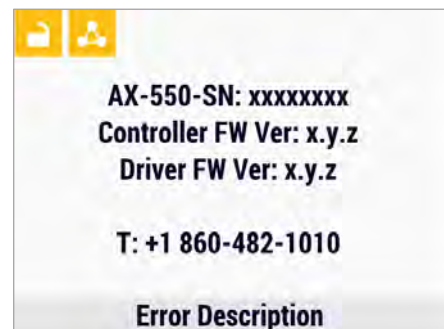 AX-550-SN: xxxxxxxx
Controller FW Ver: x.y.z
Driver FW Ver: x.y.z
T: +1 860-482-1010
Error Description